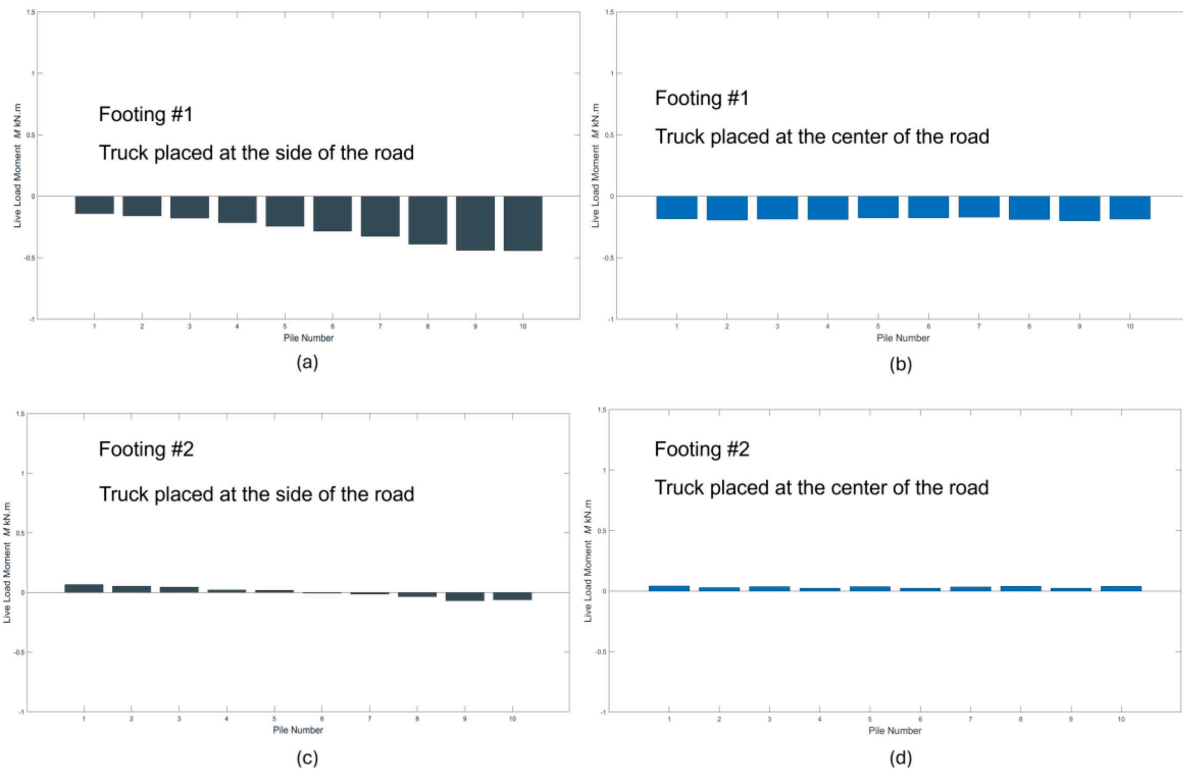 1.5
1
0.5
0
-0.5
-1
Live Load Moment M kN.m
Footing #1
Truck placed at the side of the road
1 2 3 4 5 6 7 8 9 10
Pile Number
(a)
1.5
1
0.5
0
-0.5
-1
Live Load Moment M kN.m
Footing #1
Truck placed at the center of the road
1 2 3 4 5 6 7 8 9 10
Pile Number
(b)
1.5
1
0.5
0
-0.5
-1
Live Load Moment M kN.m
Footing #2
Truck placed at the side of the road
1 2 3 4 5 6 7 8 9 10
Pile Number
(c)
1.5
1
0.5
0
-0.5
-1
Live Load Moment M kN.m
Footing #2
Truck placed at the center of the road
1 2 3 4 5 6 7 8 9 10
Pile Number
(d)